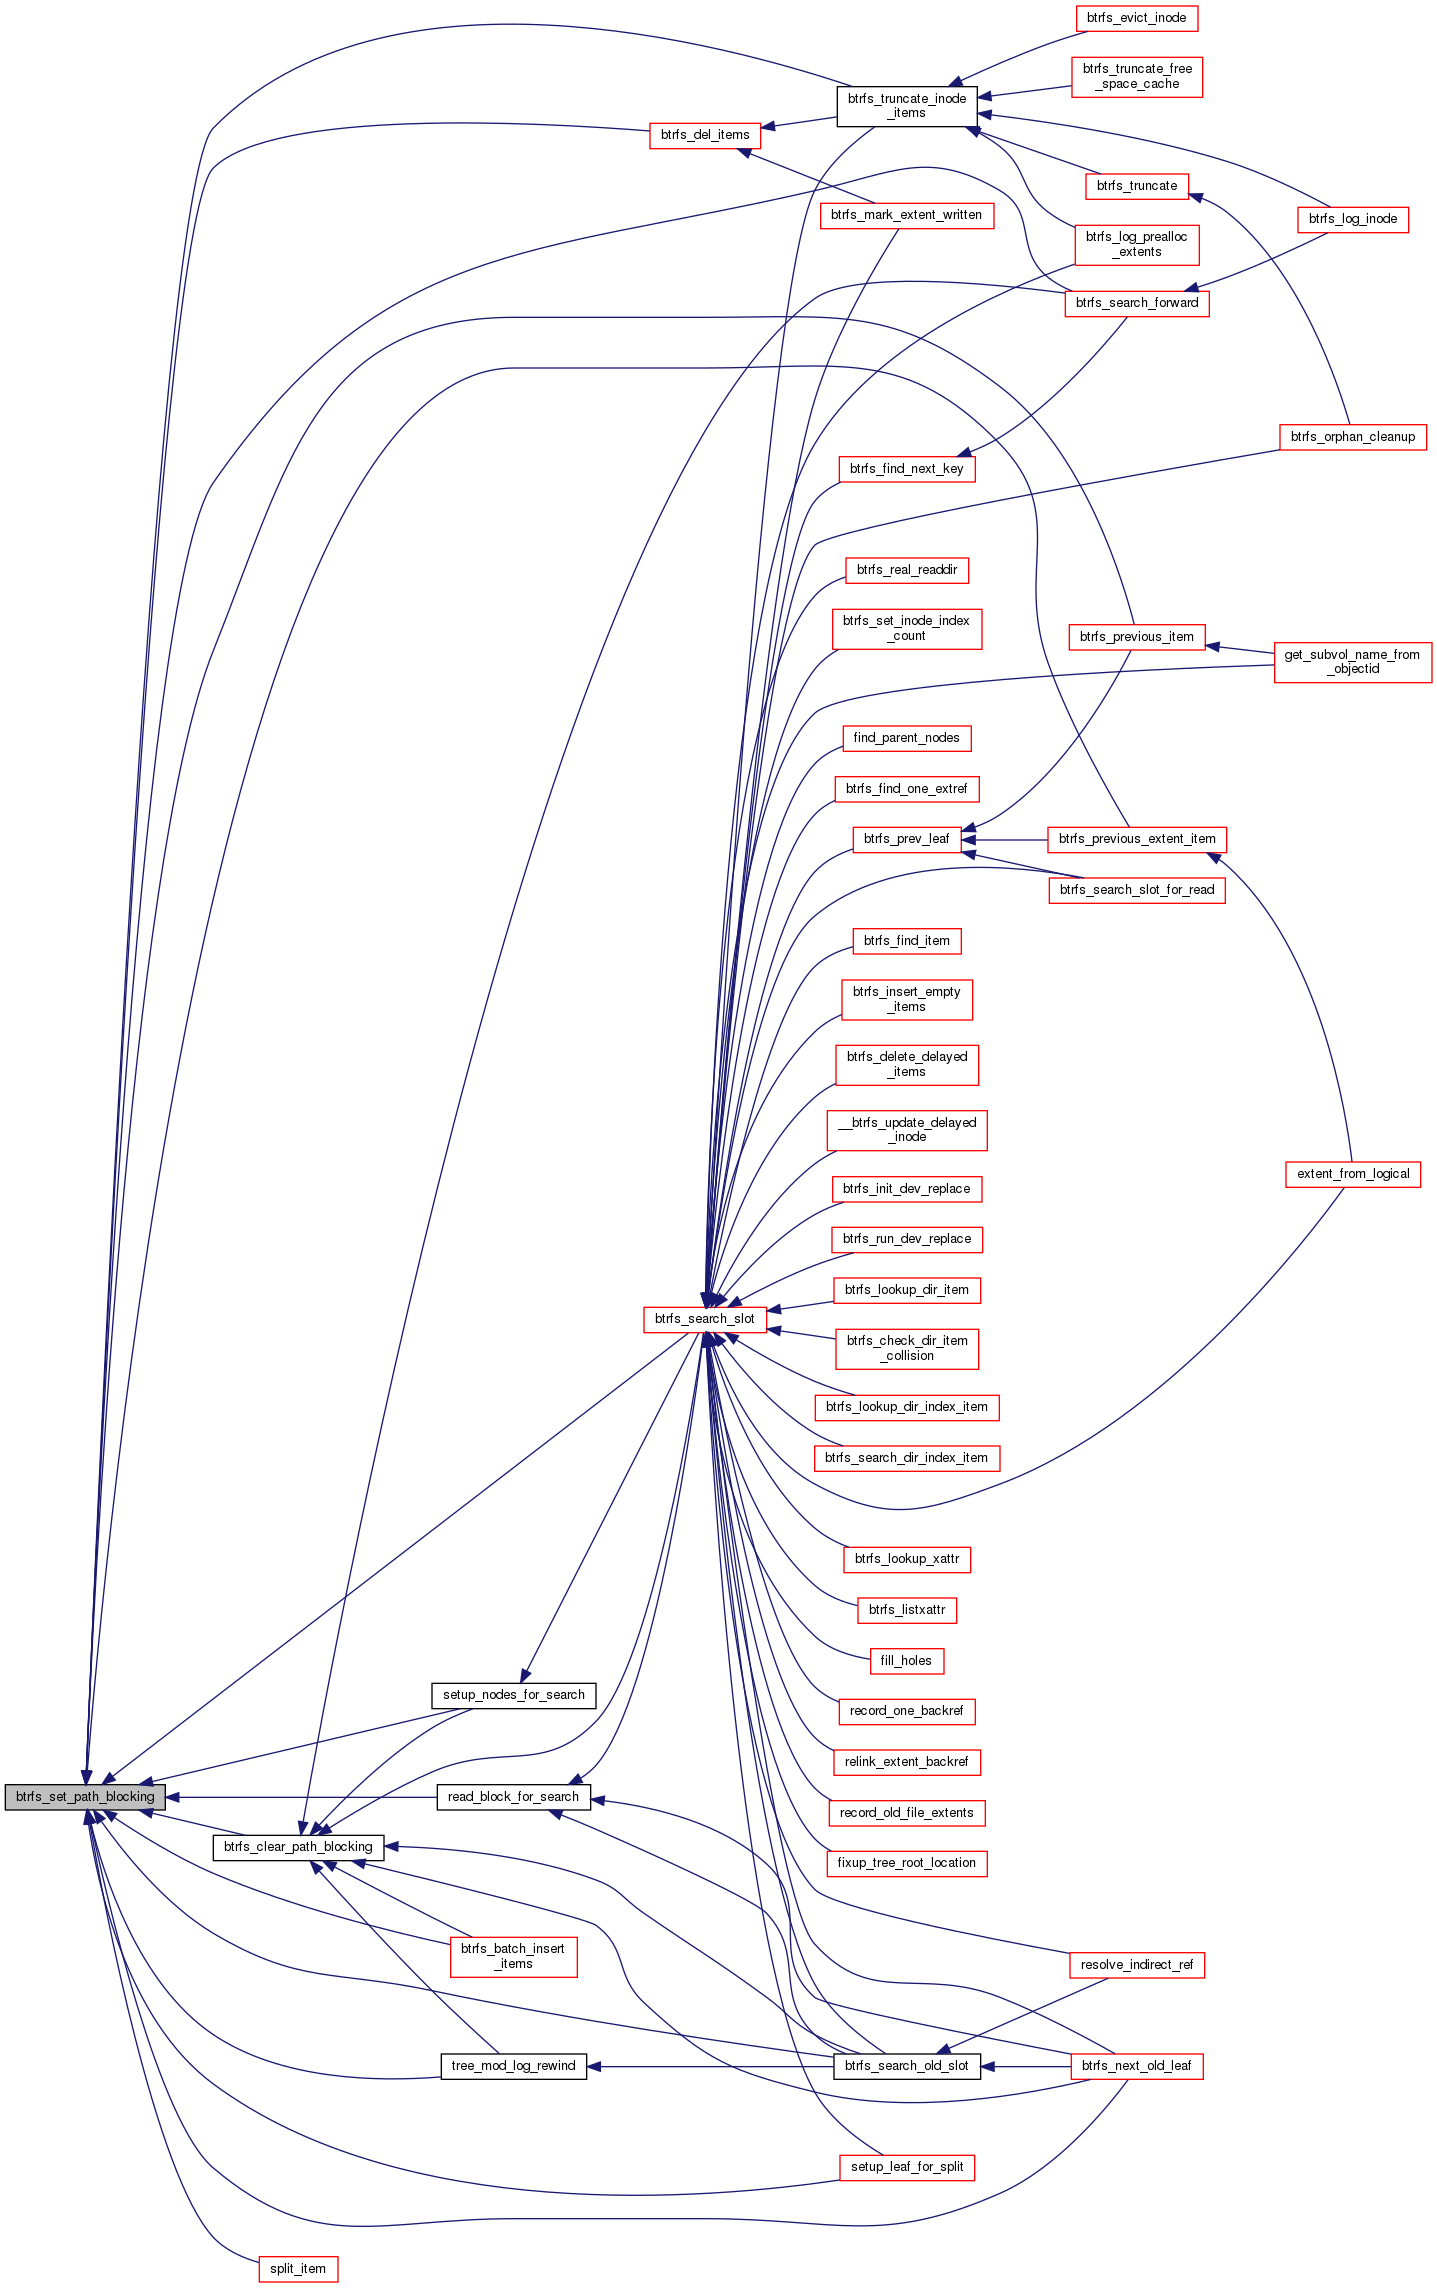 btrfs_evict_inode
btrfs_truncate_free
_space_cache
btrfs_truncate_inode
_items
btrfs_del_items
btrfs_truncate
btrfs_mark_extent_written
btrfs_log_inode
btrfs_log_prealloc
_extents
btrfs_search_forward
btrfs_orphan_cleanup
btrfs_find_next_key
btrfs_real_readdir
btrfs_set_inode_index
_count
btrfs_previous_item
get_subvol_name_from
_objectid
find_parent_nodes
btrfs_find_one_extref
btrfs_prev_leaf
btrfs_previous_extent_item
btrfs_search_slot_for_read
btrfs_find_item
btrfs_insert_empty
_items
btrfs_delete_delayed
_items
__btrfs_update_delayed
_inode
extent_from_logical
btrfs_init_dev_replace
btrfs_run_dev_replace
btrfs_lookup_dir_item
btrfs_search_slot
btrfs_check_dir_item
_collision
btrfs_lookup_dir_index_item
btrfs_search_dir_index_item
btrfs_lookup_xattr
btrfs_listxattr
fill_holes
setup_nodes_for_search
record_one_backref
relink_extent_backref
btrfs_set_path_blocking
read_block_for_search
record_old_file_extents
btrfs_clear_path_blocking
fixup_tree_root_location
btrfs_batch_insert
_items
resolve_indirect_ref
tree_mod_log_rewind
btrfs_search_old_slot
btrfs_next_old_leaf
setup_leaf_for_split
split_item